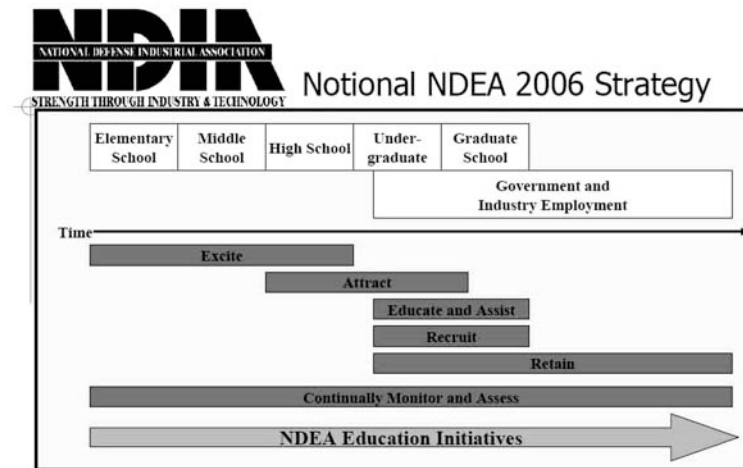 NDIA
NATIONAL DEFENSE INDUSTRIAL ASSOCIATION
STRENGTH THROUGH INDUSTRY & TECHNOLOGY
Notional NDEA 2006 Strategy
Elementary
School
Middle
School
High School
Under-
graduate
Graduate
School
Government and
Industry Employment
Time
Excite
Attract
Educate and Assist
Recruit
Retain
Continually Monitor and Assess
NDEA Education Initiatives